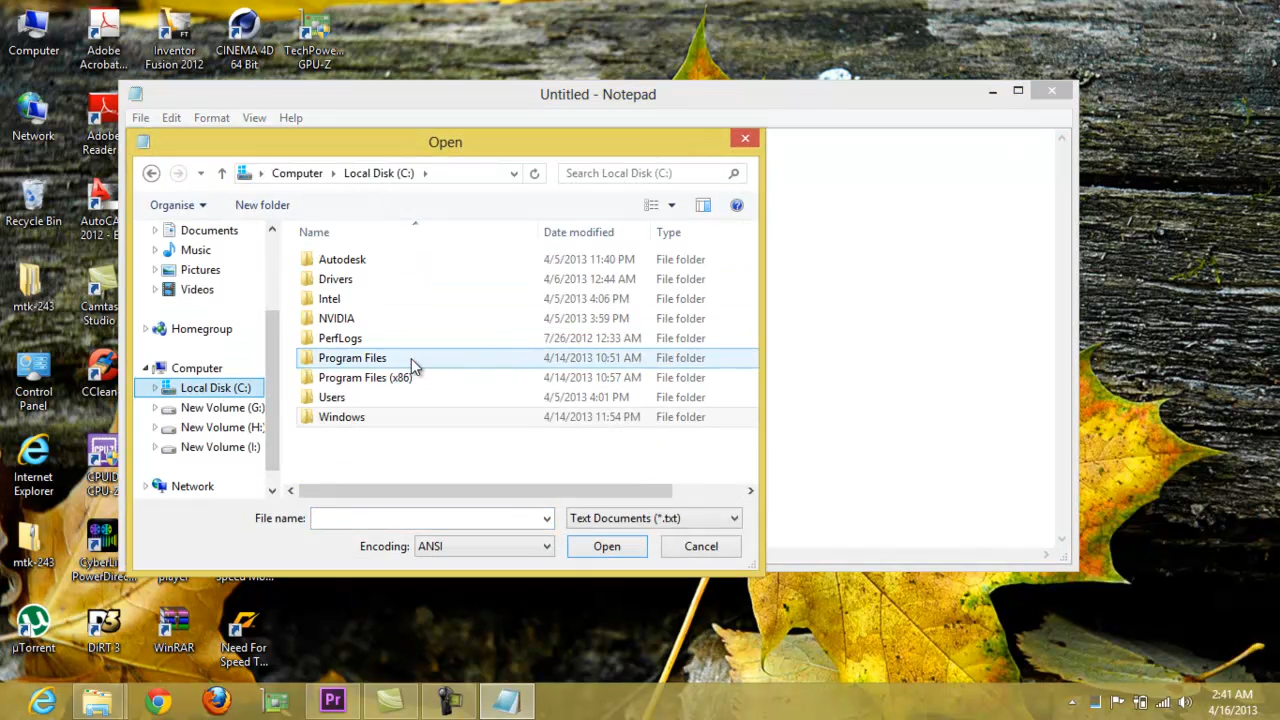 Computer
Adobe
Acrobat...
Inventor
Fusion 2012
CINEMA 4D
64 Bit
TechPowe...
GPU-Z
Network
Adobe
Reader
Recycle Bin
AutoCA
2012 - E
mtk-243
Camtas
Studio
Control
Panel
CClean
Internet
Explorer
CPUID
CPU-Z
mtk-243
CyberLi
PowerDirec...
player
Speed M...
µTorrent
DiRT 3
WinRAR
Need For
Speed T...
Untitled - Notepad
File Edit Format View Help
Open
Computer Local Disk (C:)
Search Local Disk (C:)
Organise New folder
Documents
Music
Pictures
Videos
Homegroup
Computer
Local Disk (C:)
New Volume (G:)
New Volume (H:)
New Volume (I:)
Network
Name Date modified Type
Autodesk 4/5/2013 11:40 PM File folder
Drivers 4/6/2013 12:44 AM File folder
Intel 4/5/2013 4:06 PM File folder
NVIDIA 4/5/2013 3:59 PM File folder
PerfLogs 7/26/2012 12:33 AM File folder
Program Files 4/14/2013 10:51 AM File folder
Program Files (x86) 4/14/2013 10:57 AM File folder
Users 4/5/2013 4:01 PM File folder
Windows 4/14/2013 11:54 PM File folder
File name:
Text Documents (*.txt)
Encoding: ANSI
Open Cancel
Pr
2:41 AM
4/16/2013